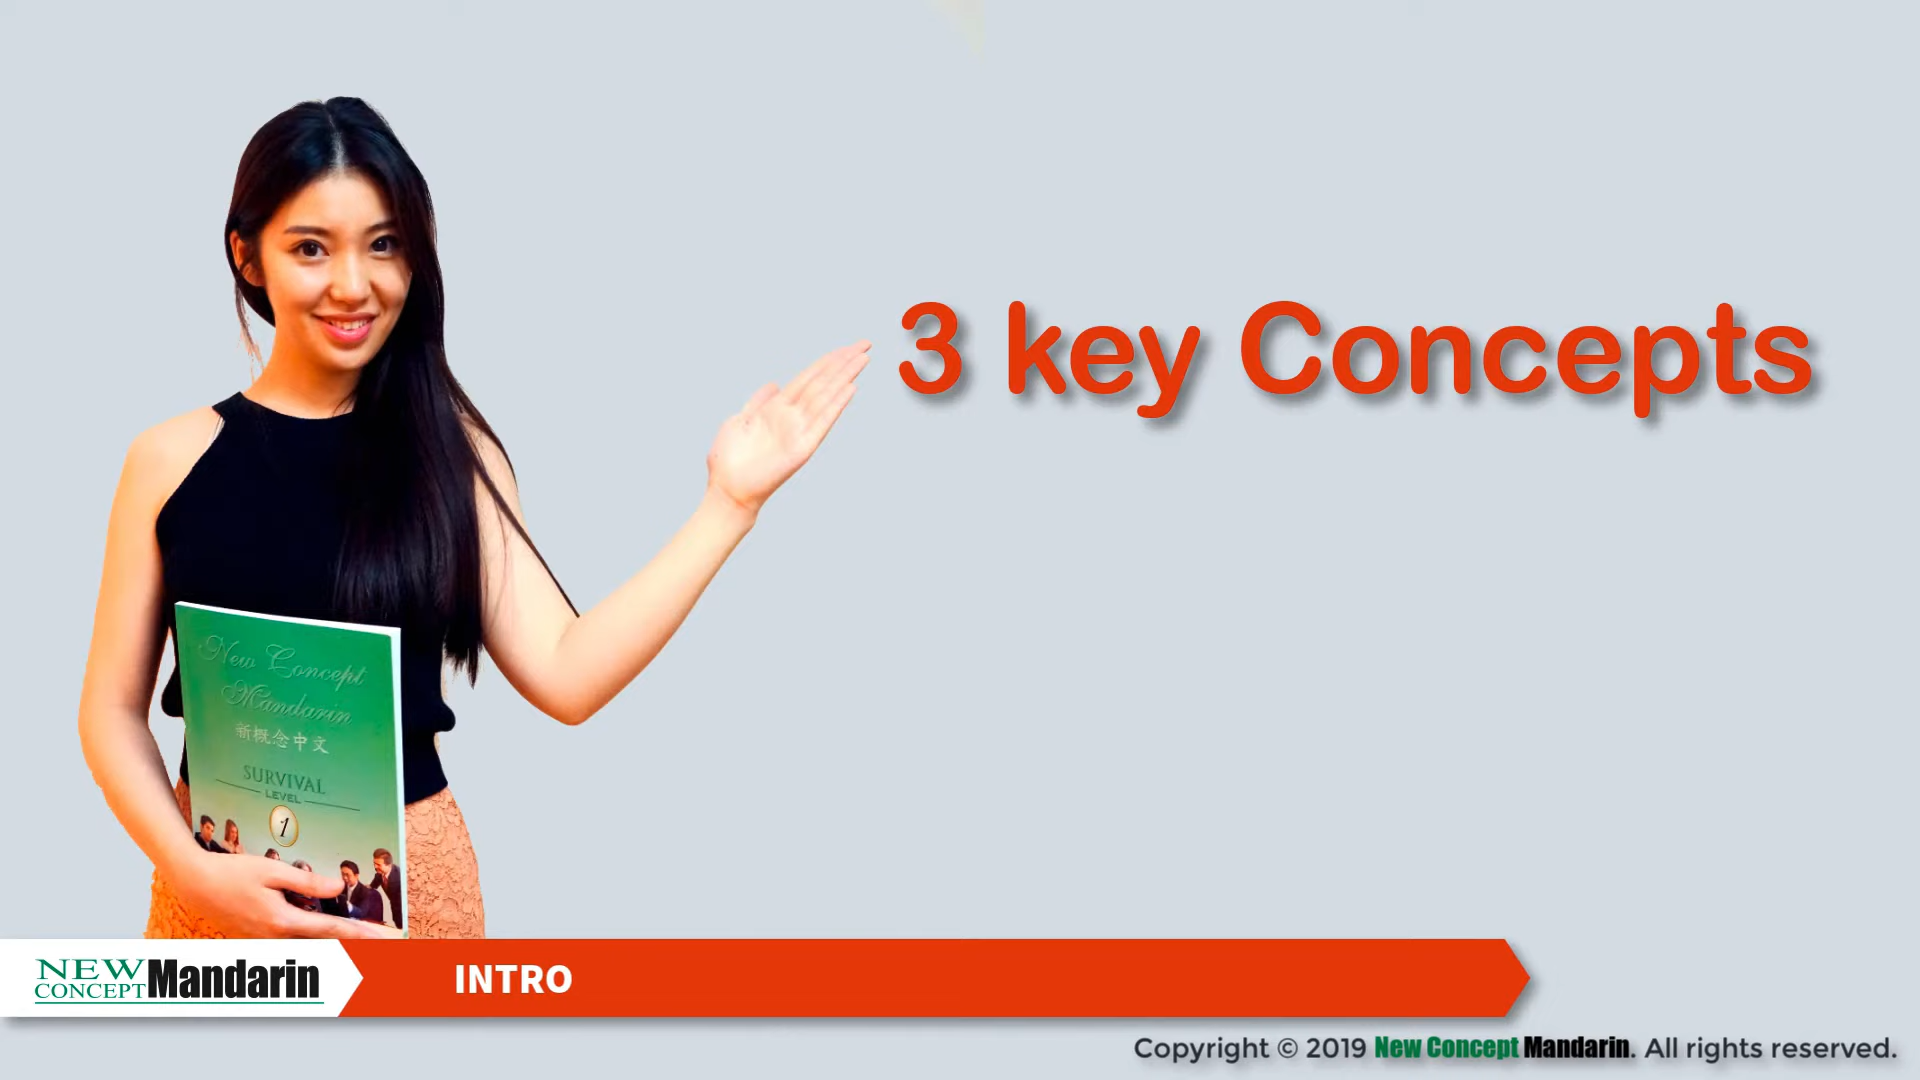 3 key Concepts
New Concept
Mandarin
新概念中文
SURVIVAL
LEVEL
1
NEW
CONCEPT Mandarin
INTRO
Copyright © 2019 New Concept Mandarin. All rights reserved.